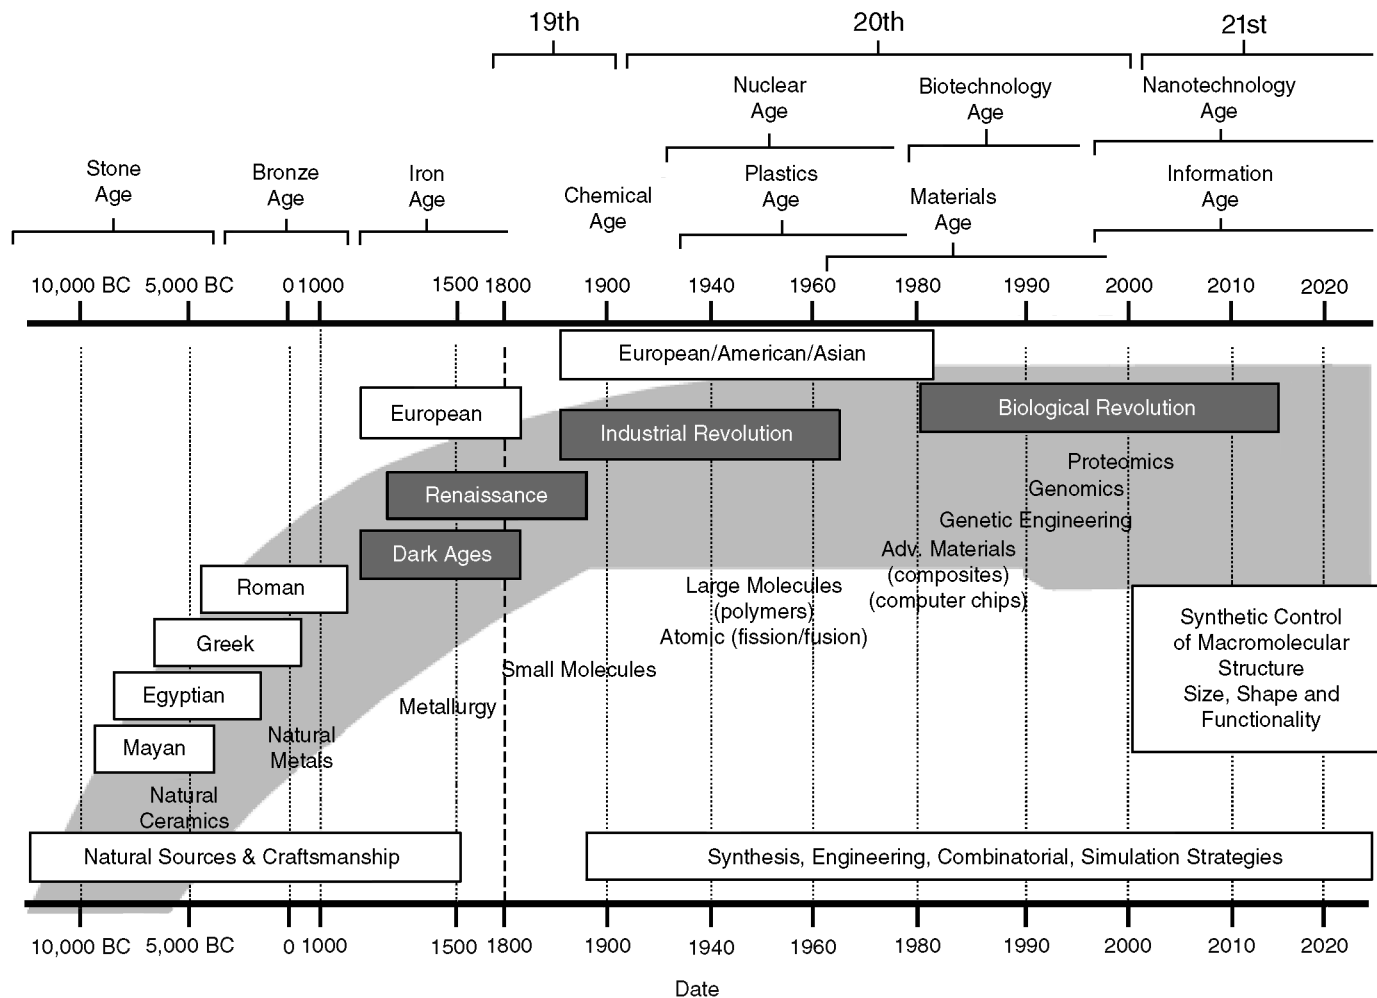 19th
20th
21st
Nuclear
Age
Biotechnology
Age
Nanotechnology
Age
Stone
Age
Bronze
Age
Iron
Age
Chemical
Age
Plastics
Age
Materials
Age
Information
Age
10,000 BC 5,000 BC 0 1000 1500 1800 1900 1940 1960 1980 1990 2000 2010 2020
European/American/Asian
European
Industrial Revolution
Biological Revolution
Renaissance
Dark Ages
Roman
Greek
Egyptian
Mayan
Proteomics
Genomics
Genetic Engineering
Adv. Materials
(composites)
(computer chips)
Large Molecules
(polymers)
Atomic (fission/fusion)
Small Molecules
Metallurgy
Natural
Metals
Natural
Ceramics
Synthetic Control
of Macromolecular
Structure
Size, Shape and
Functionality
Natural Sources & Craftsmanship
Synthesis, Engineering, Combinatorial, Simulation Strategies
10,000 BC 5,000 BC 0 1000 1500 1800 1900 1940 1960 1980 1990 2000 2010 2020
Date